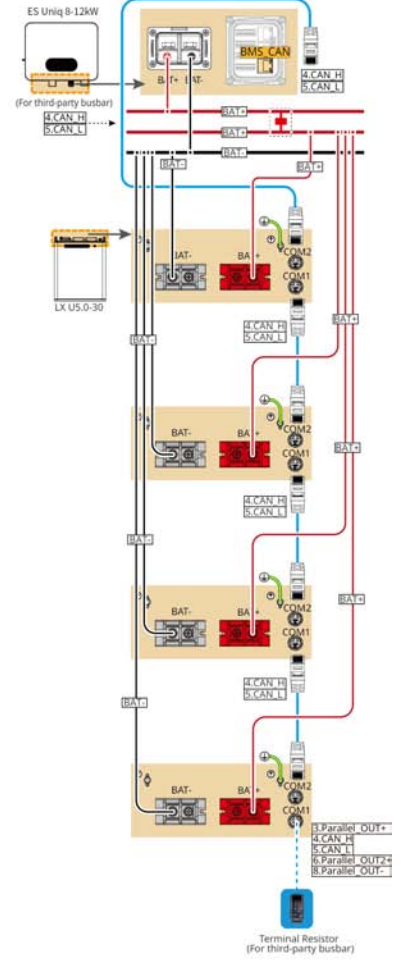 ES Uniq 8-12kW
BMS_CAN
BAT+ BAT-
(For third-party busbar)
4.CAN_H
5.CAN_L
4.CAN_H
5.CAN_L
BAT+
BAT+
BAT-
BAT-
BAT+
LX U5.0-30
BAT-
BAT+
COM2
COM1
4.CAN_H
5.CAN_L
BAT+
BAT-
BAT-
BAT+
COM2
COM1
BAT+
4.CAN_H
5.CAN_L
BAT-
BAT-
BAT+
COM2
COM1
BAT+
4.CAN_H
5.CAN_L
BAT-
BAT-
BAT+
COM2
COM1
3.Parallel_OUT+
4.CAN_H
5.CAN_L
6.Parallel_OUT2+
8.Parallel_OUT-
Terminal Resistor
(For third-party busbar)